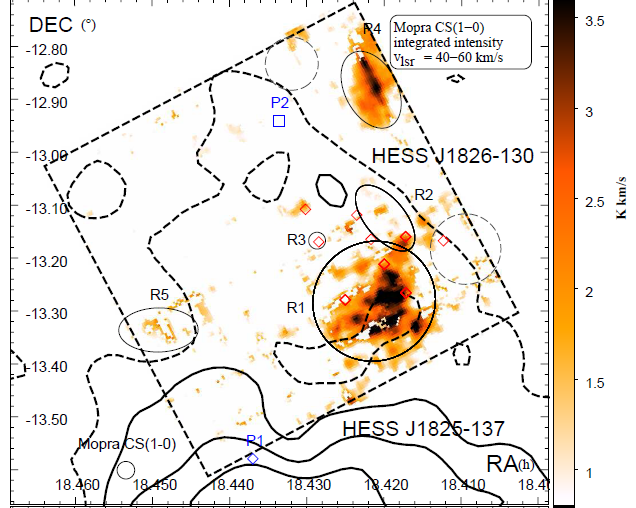 DEC (°)
R4
Mopra CS(1−0)
integrated intensity
v1sr = 40−60 km/s
3.5
-12.80
-12.90
P2
3
-13.00
HESS J1826-130
-13.10
R2
2.5
K km/s
R3
-13.20
R5
R1
2
-13.30
-13.40
1.5
-13.50
HESS J1825-137
Mopra CS(1-0)
P1
RA(h)
1
18.460
18.450
18.440
18.430
18.420
18.410